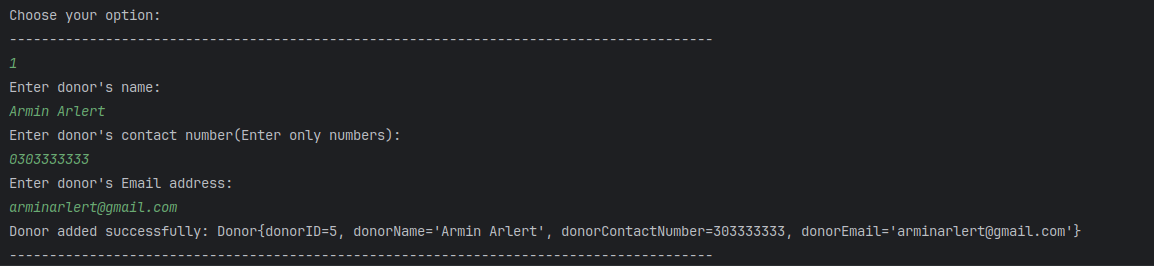 Choose your option:
----------------------------------------------------------------------------------------
1
Enter donor's name:
Armin Arlert
Enter donor's contact number(Enter only numbers):
0303333333
Enter donor's Email address:
arminarlert@gmail.com
Donor added successfully: Donor{donorID=5, donorName='Armin Arlert', donorContactNumber=303333333, donorEmail='arminarlert@gmail.com'}
----------------------------------------------------------------------------------------